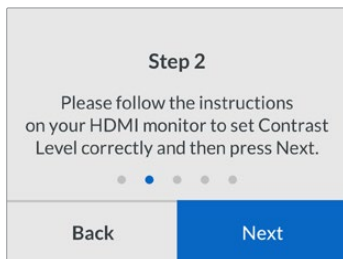 Step 2
Please follow the instructions
on your HDMI monitor to set Contrast
Level correctly and then press Next.
Back
Next